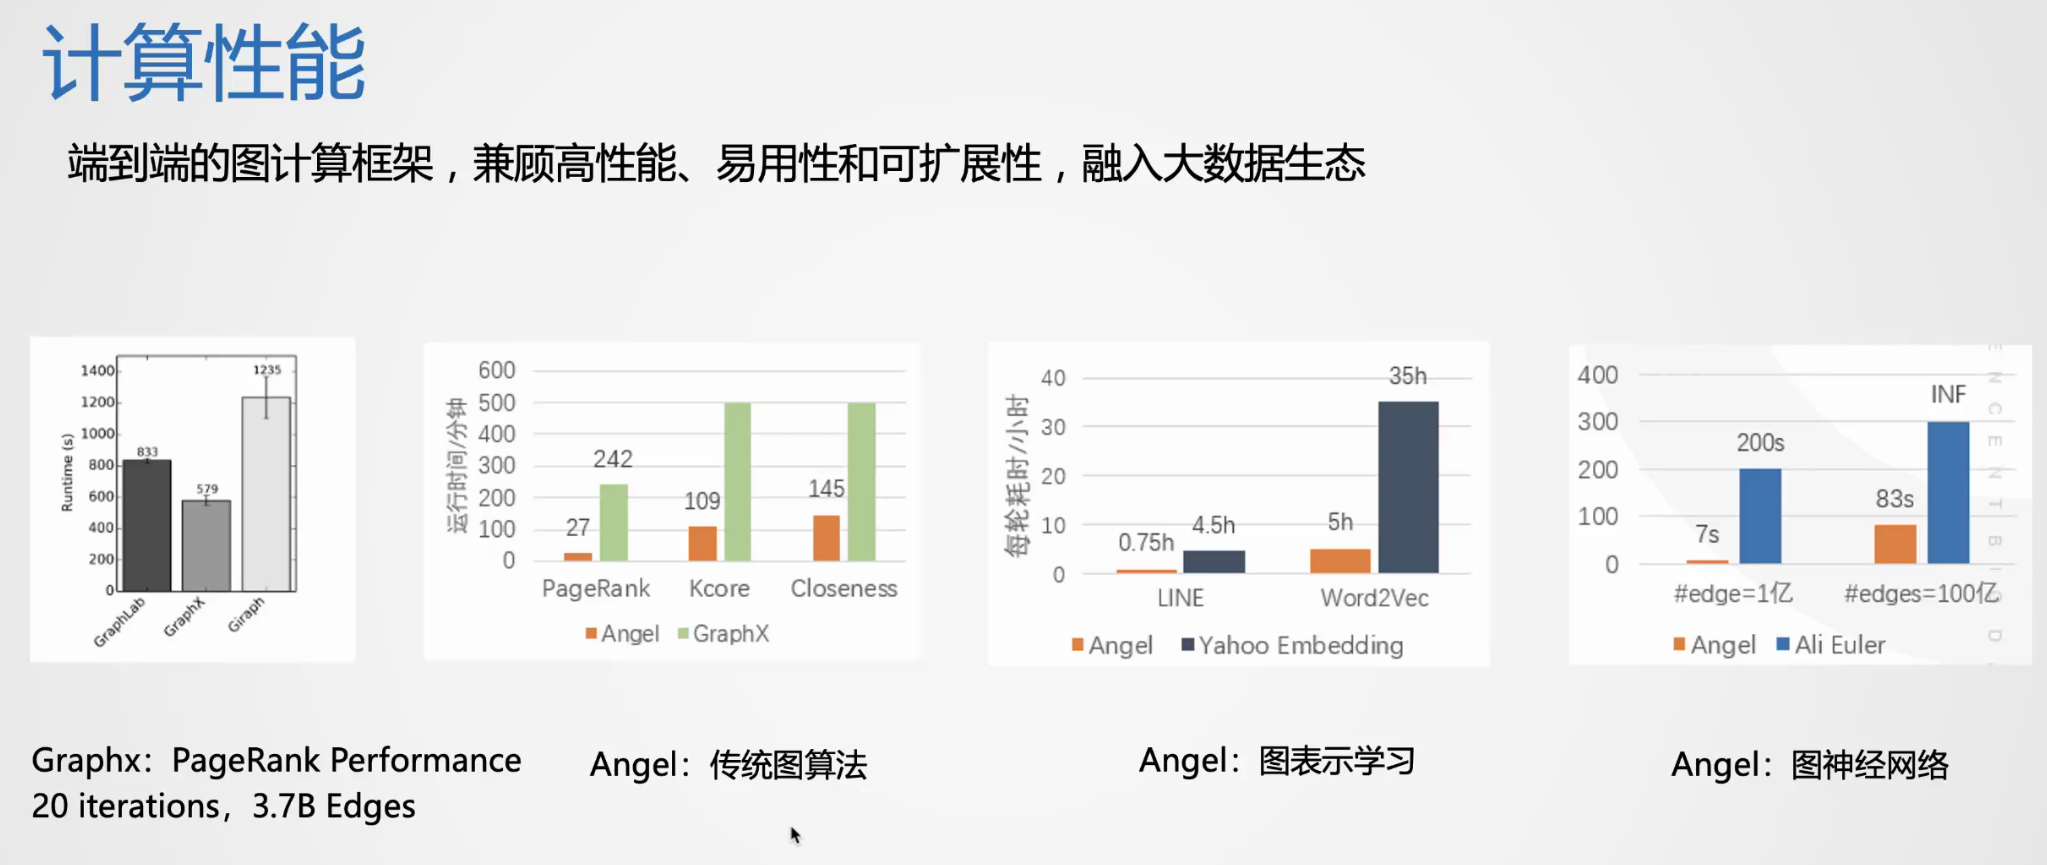 计算性能
端到端的图计算框架，兼顾高性能、易用性和可扩展性，融入大数据生态
Runtime (s)
1400
1200
1000
800
600
400
200
0
833
579
1235
GraphLab
GraphX
Giraph
Graphx：PageRank Performance
20 iterations，3.7B Edges
运行时间/分钟
600
500
400
300
200
100
0
27
242
109
145
PageRank Kcore Closeness
Angel GraphX
Angel：传统图算法
每轮耗时/小时
40
30
20
10
0
0.75h
4.5h
5h
35h
LINE Word2Vec
Angel Yahoo Embedding
Angel：图表示学习
400
300
200
100
0
7s
200s
83s
INF
#edge=1亿 #edges=100亿
Angel Ali Euler
Angel：图神经网络